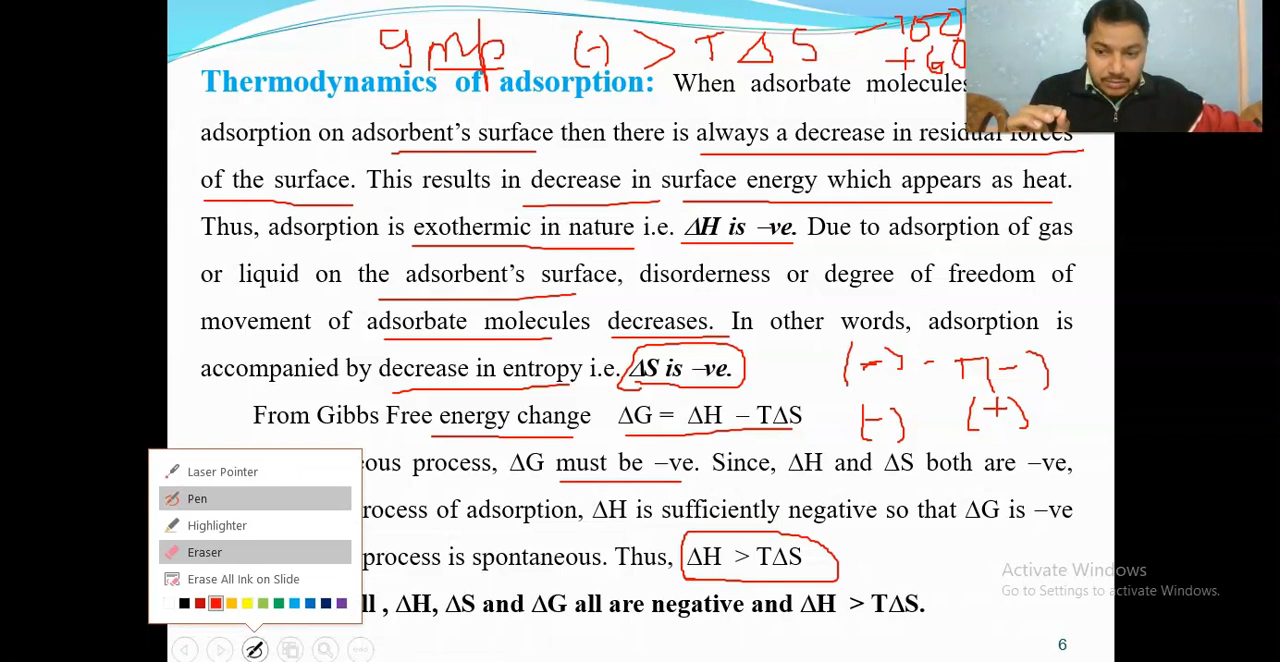 (-) > T Δ S -100
+60
Thermodynamics of adsorption: When adsorbate molecules
adsorption on adsorbent's surface then there is always a decrease in residual forces
of the surface. This results in decrease in surface energy which appears as heat.
Thus, adsorption is exothermic in nature i.e. ΔH is –ve. Due to adsorption of gas
or liquid on the adsorbent's surface, disorderness or degree of freedom of
movement of adsorbate molecules decreases. In other words, adsorption is
accompanied by decrease in entropy i.e. ΔS is –ve.
(-) - T(-)
From Gibbs Free energy change ΔG = ΔH – TΔS
(-) (+)
process, ΔG must be –ve. Since, ΔH and ΔS both are –ve,
process of adsorption, ΔH is sufficiently negative so that ΔG is –ve
process is spontaneous. Thus, ΔH > TΔS
, ΔH, ΔS and ΔG all are negative and ΔH > TΔS.
Laser Pointer
Pen
Highlighter
Eraser
Erase All Ink on Slide
Activate Windows
Go to Settings to activate Windows.
6